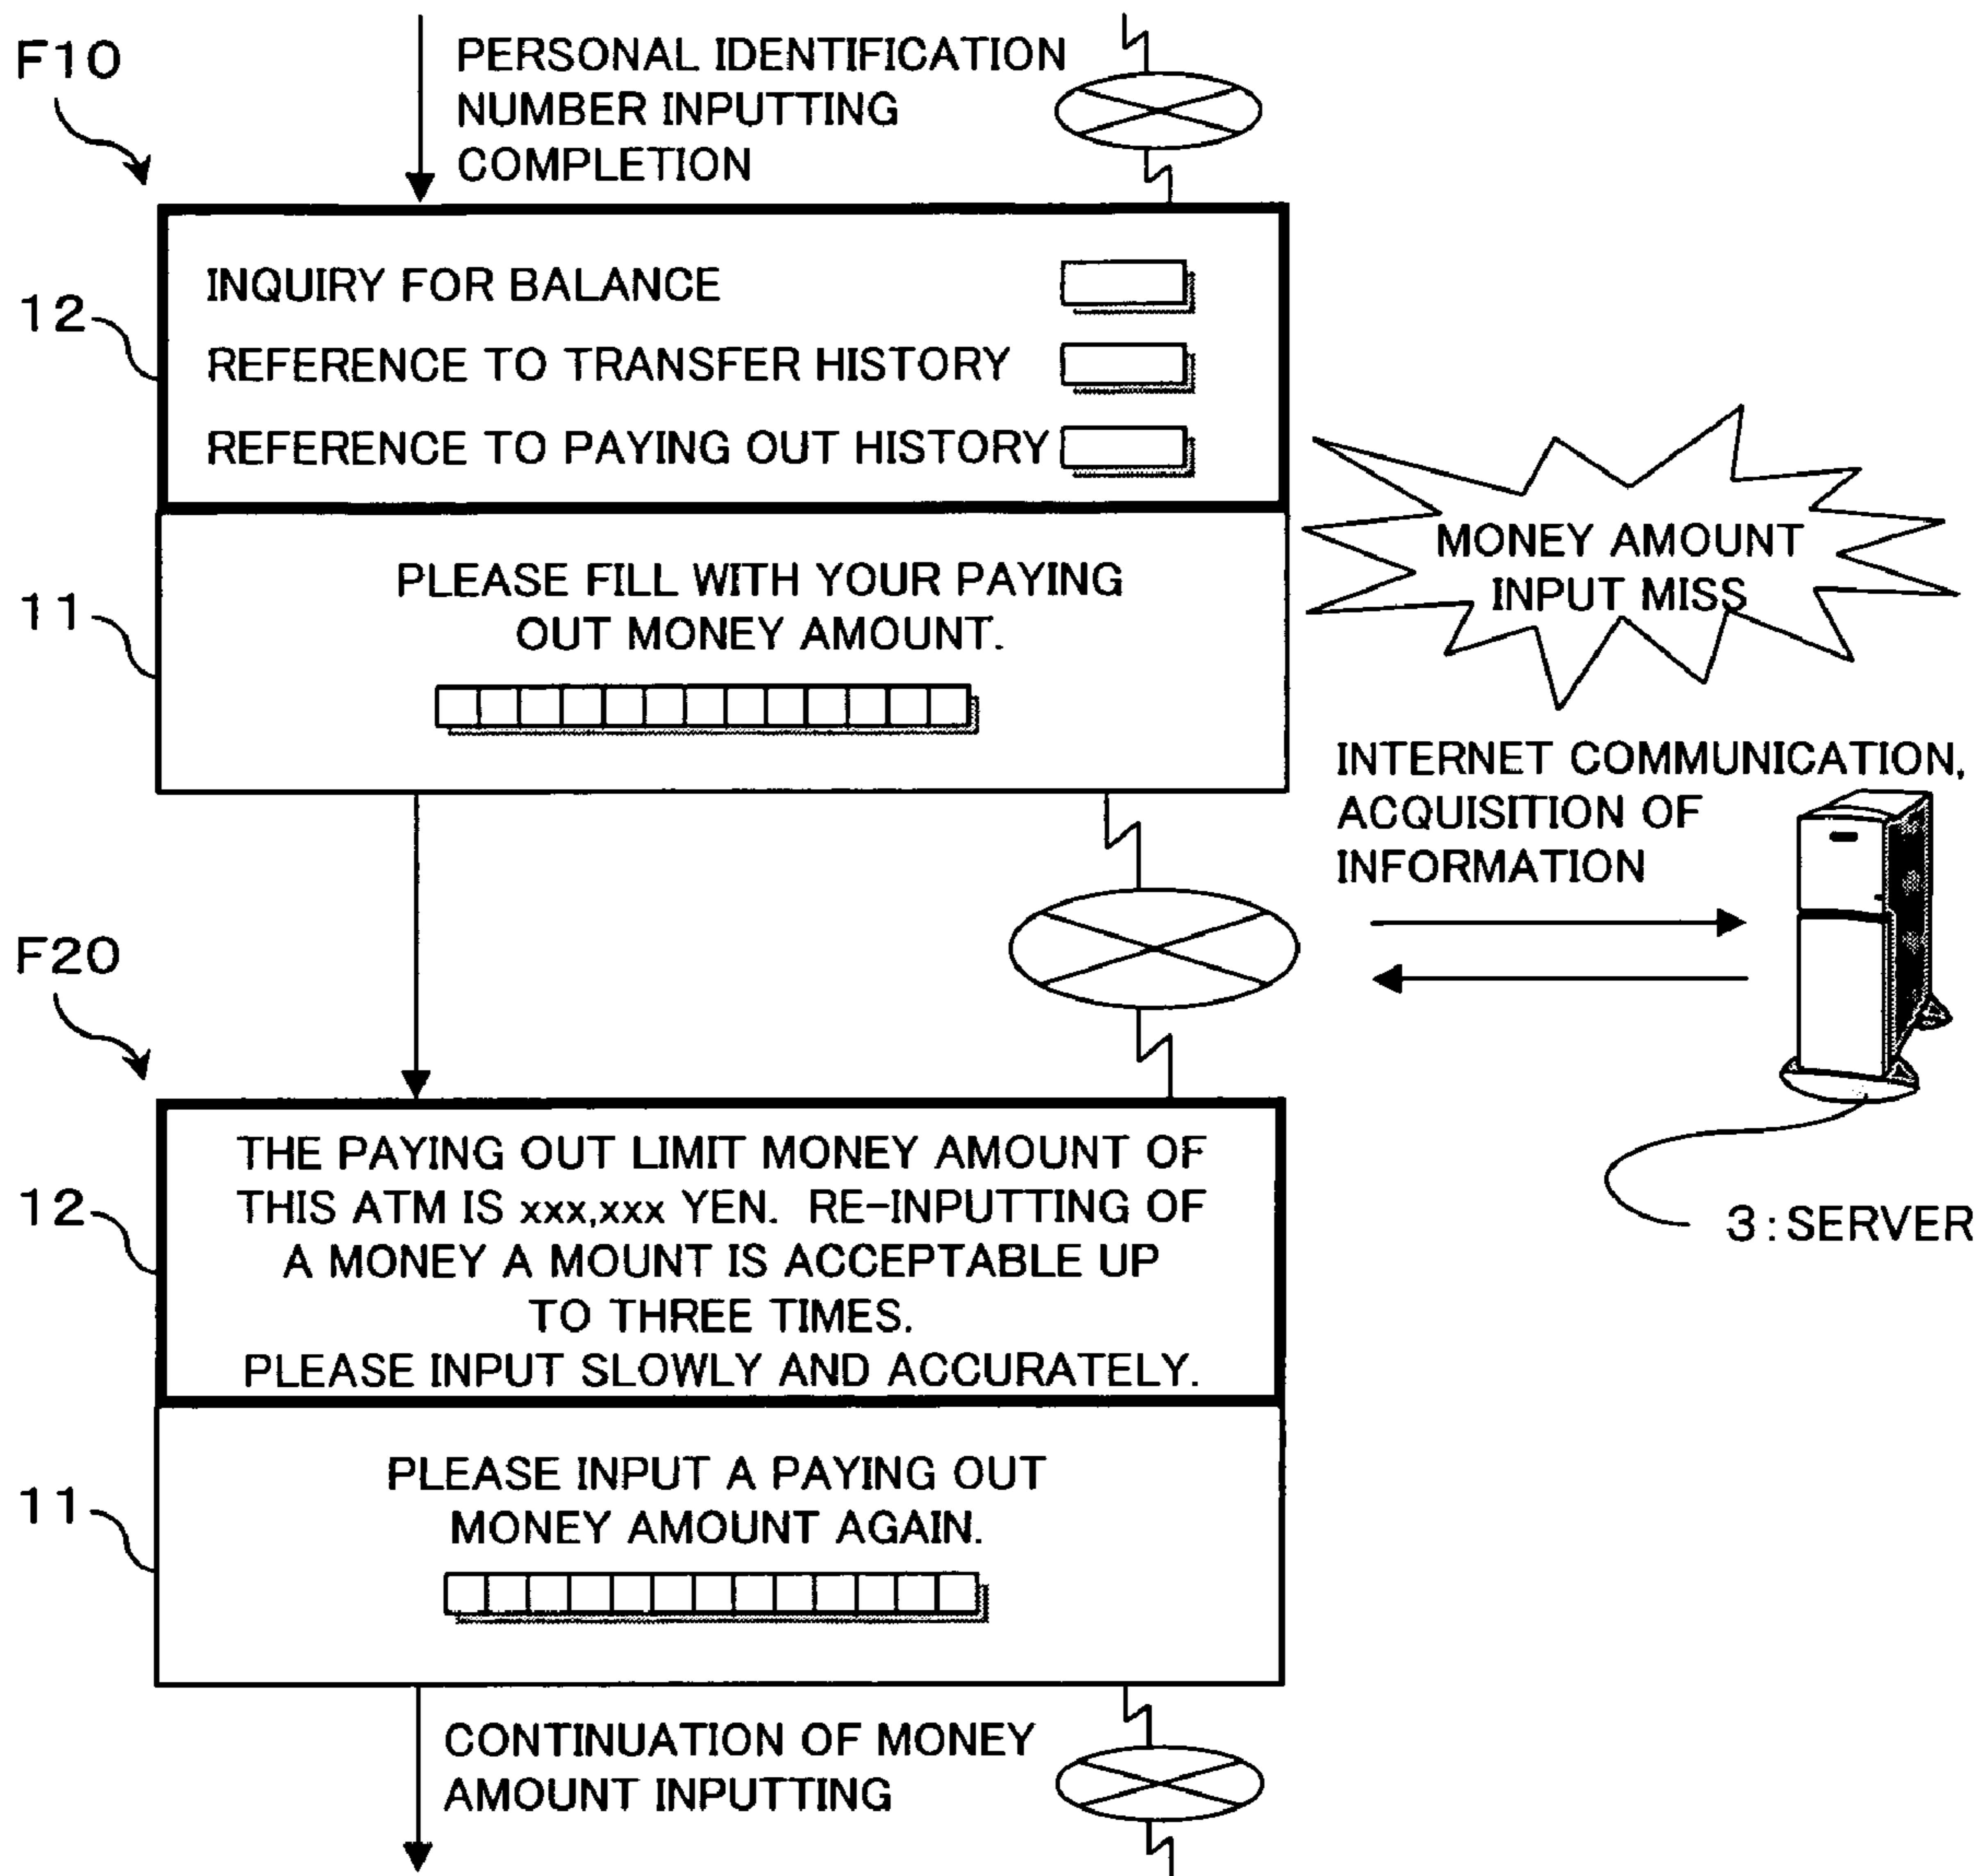 F10
PERSONAL IDENTIFICATION
NUMBER INPUTTING
COMPLETION
12
INQUIRY FOR BALANCE
REFERENCE TO TRANSFER HISTORY
REFERENCE TO PAYING OUT HISTORY
MONEY AMOUNT
INPUT MISS
11
PLEASE FILL WITH YOUR PAYING
OUT MONEY AMOUNT.
INTERNET COMMUNICATION,
ACQUISITION OF
INFORMATION
F20
12
THE PAYING OUT LIMIT MONEY AMOUNT OF
THIS ATM IS xxx,xxx YEN. RE-INPUTTING OF
A MONEY A MOUNT IS ACCEPTABLE UP
TO THREE TIMES.
PLEASE INPUT SLOWLY AND ACCURATELY.
3:SERVER
11
PLEASE INPUT A PAYING OUT
MONEY AMOUNT AGAIN.
CONTINUATION OF MONEY
AMOUNT INPUTTING